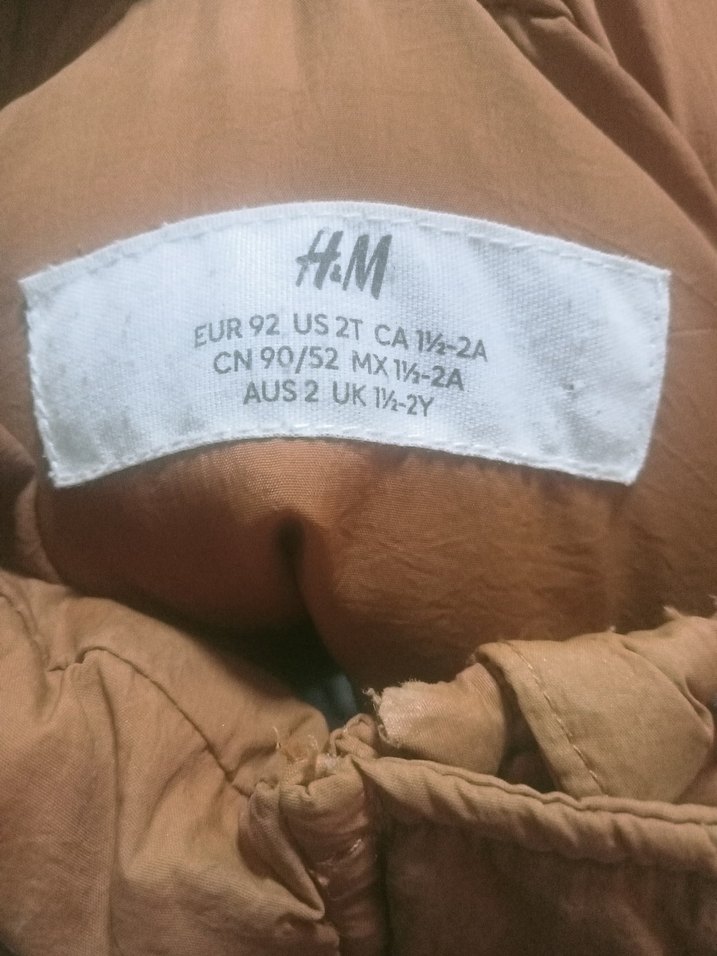 H&M
EUR 92 US 2T CA 1½-2A
CN 90/52 MX 1½-2A
AUS 2 UK 1½-2Y